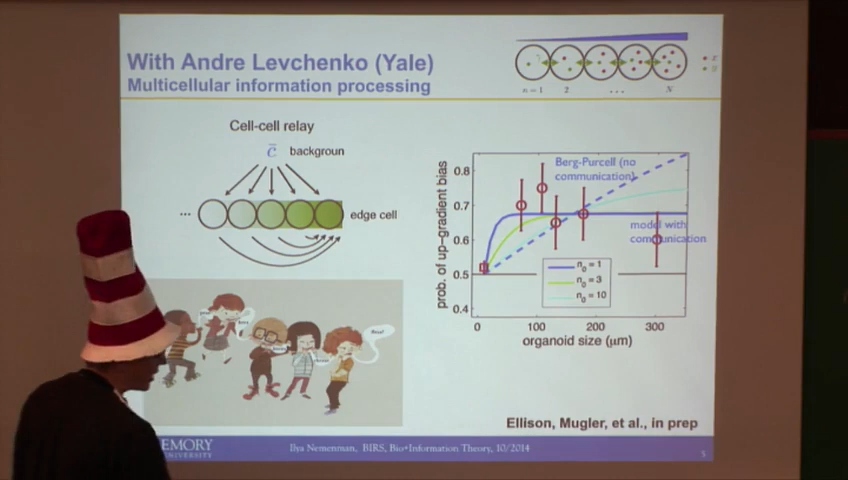 With Andre Levchenko (Yale)
Multicellular information processing
n = 1 2 ... N
Cell-cell relay
c̄ backgroun
... edge cell
prob. of up-gradient bias
0.8
0.7
0.6
0.5
0.4
Berg-Purcell (no
communication)
model with
communication
n0 = 1
n0 = 3
n0 = 10
0 100 200 300
organoid size (μm)
Ellison, Mugler, et al., in prep
EMORY
UNIVERSITY
Ilya Nemenman, BIRS, Bio•Information Theory, 10/2014
5